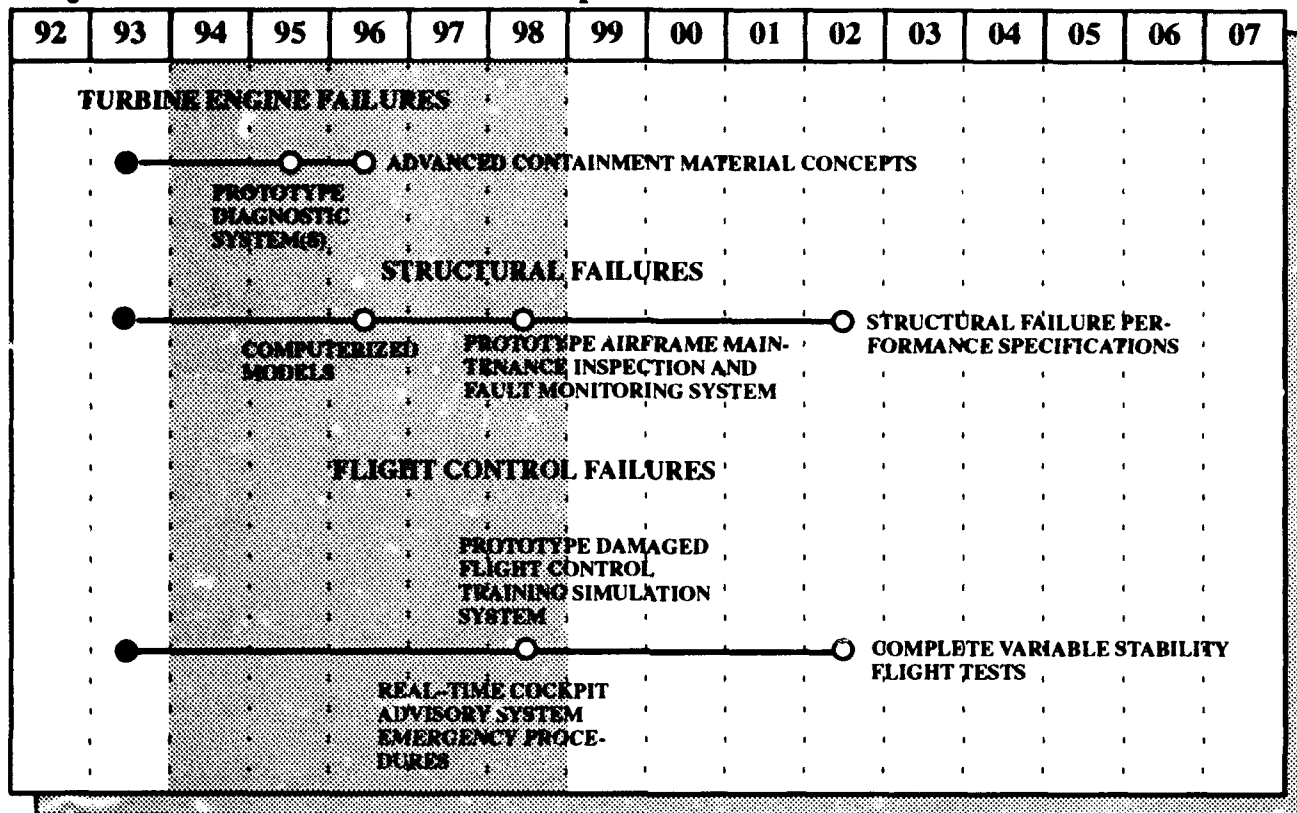 92 93 94 95 96 97 98 99 00 01 02 03 04 05 06 07
TURBINE ENGINE FAILURES
ADVANCED CONTAINMENT MATERIAL CONCEPTS
PROTOTYPE
DIAGNOSTIC
SYSTEM(S)
STRUCTURAL FAILURES
COMPUTERIZED
MODELS
PROTOTYPE AIRFRAME MAIN-
TENANCE INSPECTION AND
FAULT MONITORING SYSTEM
STRUCTURAL FAILURE PER-
FORMANCE SPECIFICATIONS
FLIGHT CONTROL FAILURES
PROTOTYPE DAMAGED
FLIGHT CONTROL
TRAINING SIMULATION
SYSTEM
COMPLETE VARIABLE STABILITY
FLIGHT TESTS
REAL-TIME COCKPIT
ADVISORY SYSTEM
EMERGENCY PROCE-
DURES